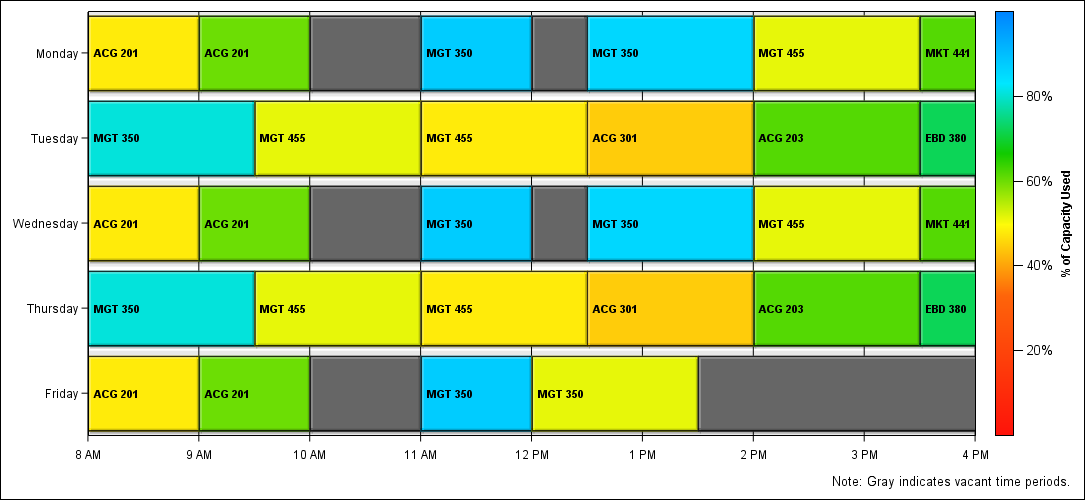 Monday ACG 201 ACG 201 MGT 350 MGT 350 MGT 455 MKT 441
80%
Tuesday MGT 350 MGT 455 MGT 455 ACG 301 ACG 203 EBD 380
60%
Wednesday ACG 201 ACG 201 MGT 350 MGT 350 MGT 455 MKT 441
% of Capacity Used
40%
Thursday MGT 350 MGT 455 MGT 455 ACG 301 ACG 203 EBD 380
20%
Friday ACG 201 ACG 201 MGT 350 MGT 350
8 AM 9 AM 10 AM 11 AM 12 PM 1 PM 2 PM 3 PM 4 PM
Note: Gray indicates vacant time periods.